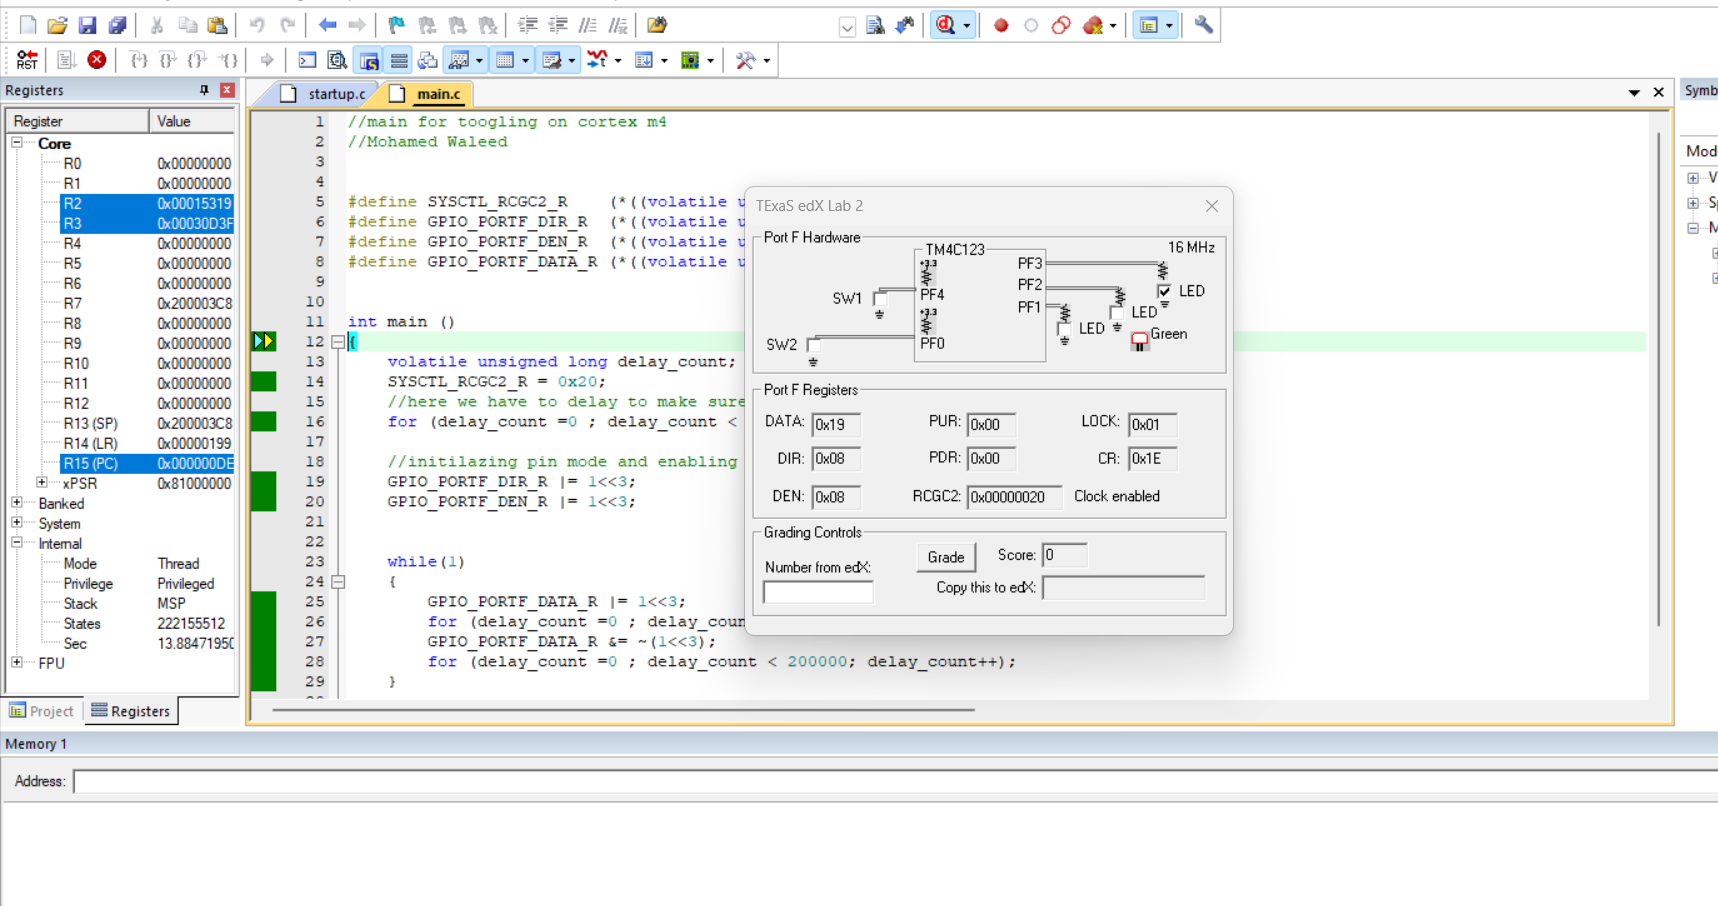 RST
Registers
Register Value
Core
R0 0x00000000
R1 0x00000000
R2 0x00015319
R3 0x00030D3F
R4 0x00000000
R5 0x00000000
R6 0x00000000
R7 0x200003C8
R8 0x00000000
R9 0x00000000
R10 0x00000000
R11 0x00000000
R12 0x00000000
R13 (SP) 0x200003C8
R14 (LR) 0x00000199
R15 (PC) 0x000000DE
xPSR 0x81000000
Banked
System
Internal
Mode Thread
Privilege Privileged
Stack MSP
States 222155512
Sec 13.88471950
FPU
Project Registers
startup.c main.c
1 //main for toogling on cortex m4
2 //Mohamed Waleed
3
4
5 #define SYSCTL_RCGC2_R (*((volatile u
6 #define GPIO_PORTF_DIR_R (*((volatile u
7 #define GPIO_PORTF_DEN_R (*((volatile u
8 #define GPIO_PORTF_DATA_R (*((volatile u
9
10
11 int main ()
12 {
13 volatile unsigned long delay_count;
14 SYSCTL_RCGC2_R = 0x20;
15 //here we have to delay to make sure
16 for (delay_count =0 ; delay_count <
17
18 //initilazing pin mode and enabling
19 GPIO_PORTF_DIR_R |= 1<<3;
20 GPIO_PORTF_DEN_R |= 1<<3;
21
22
23 while(1)
24 {
25 GPIO_PORTF_DATA_R |= 1<<3;
26 for (delay_count =0 ; delay_coun
27 GPIO_PORTF_DATA_R &= ~(1<<3);
28 for (delay_count =0 ; delay_count < 200000; delay_count++);
29 }
TExaS edX Lab 2
Port F Hardware
16 MHz
TM4C123
+3.3
PF3
PF2
PF1
SW1 PF4
+3.3
SW2 PF0
LED
LED
LED
Green
Port F Registers
DATA: 0x19 PUR: 0x00 LOCK: 0x01
DIR: 0x08 PDR: 0x00 CR: 0x1E
DEN: 0x08 RCGC2: 0x00000020 Clock enabled
Grading Controls
Number from edX: Grade Score: 0
Copy this to edX:
Symb
Mod
V
Sp
M
Memory 1
Address: